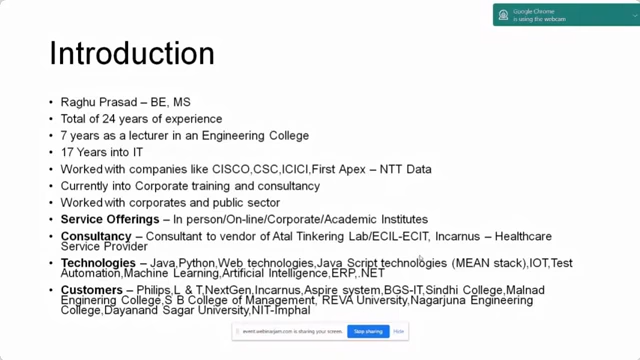 Google Chrome
is using the webcam
Introduction
• Raghu Prasad – BE, MS
• Total of 24 years of experience
• 7 years as a lecturer in an Engineering College
• 17 Years into IT
• Worked with companies like CISCO,CSC,ICICI,First Apex – NTT Data
• Currently into Corporate training and consultancy
• Worked with corporates and public sector
• Service Offerings – In person/On-line/Corporate/Academic Institutes
• Consultancy – Consultant to vendor of Atal Tinkering Lab/ECIL-ECIT, Incarnus – Healthcare
Service Provider
• Technologies – Java,Python,Web technologies,Java Script technologies (MEAN stack),IOT,Test
Automation,Machine Learning,Artificial Intelligence,ERP,.NET
• Customers – Philips,L & T,NextGen,Incarnus,Aspire system,BGS-IT,Sindhi College,Malnad
Enginering College,S B College of Management, REVA University,Nagarjuna Engineering
College,Dayanand Sagar University,NIT-Imphal
event.webinarjam.com is sharing your screen.
Stop sharing
Hide